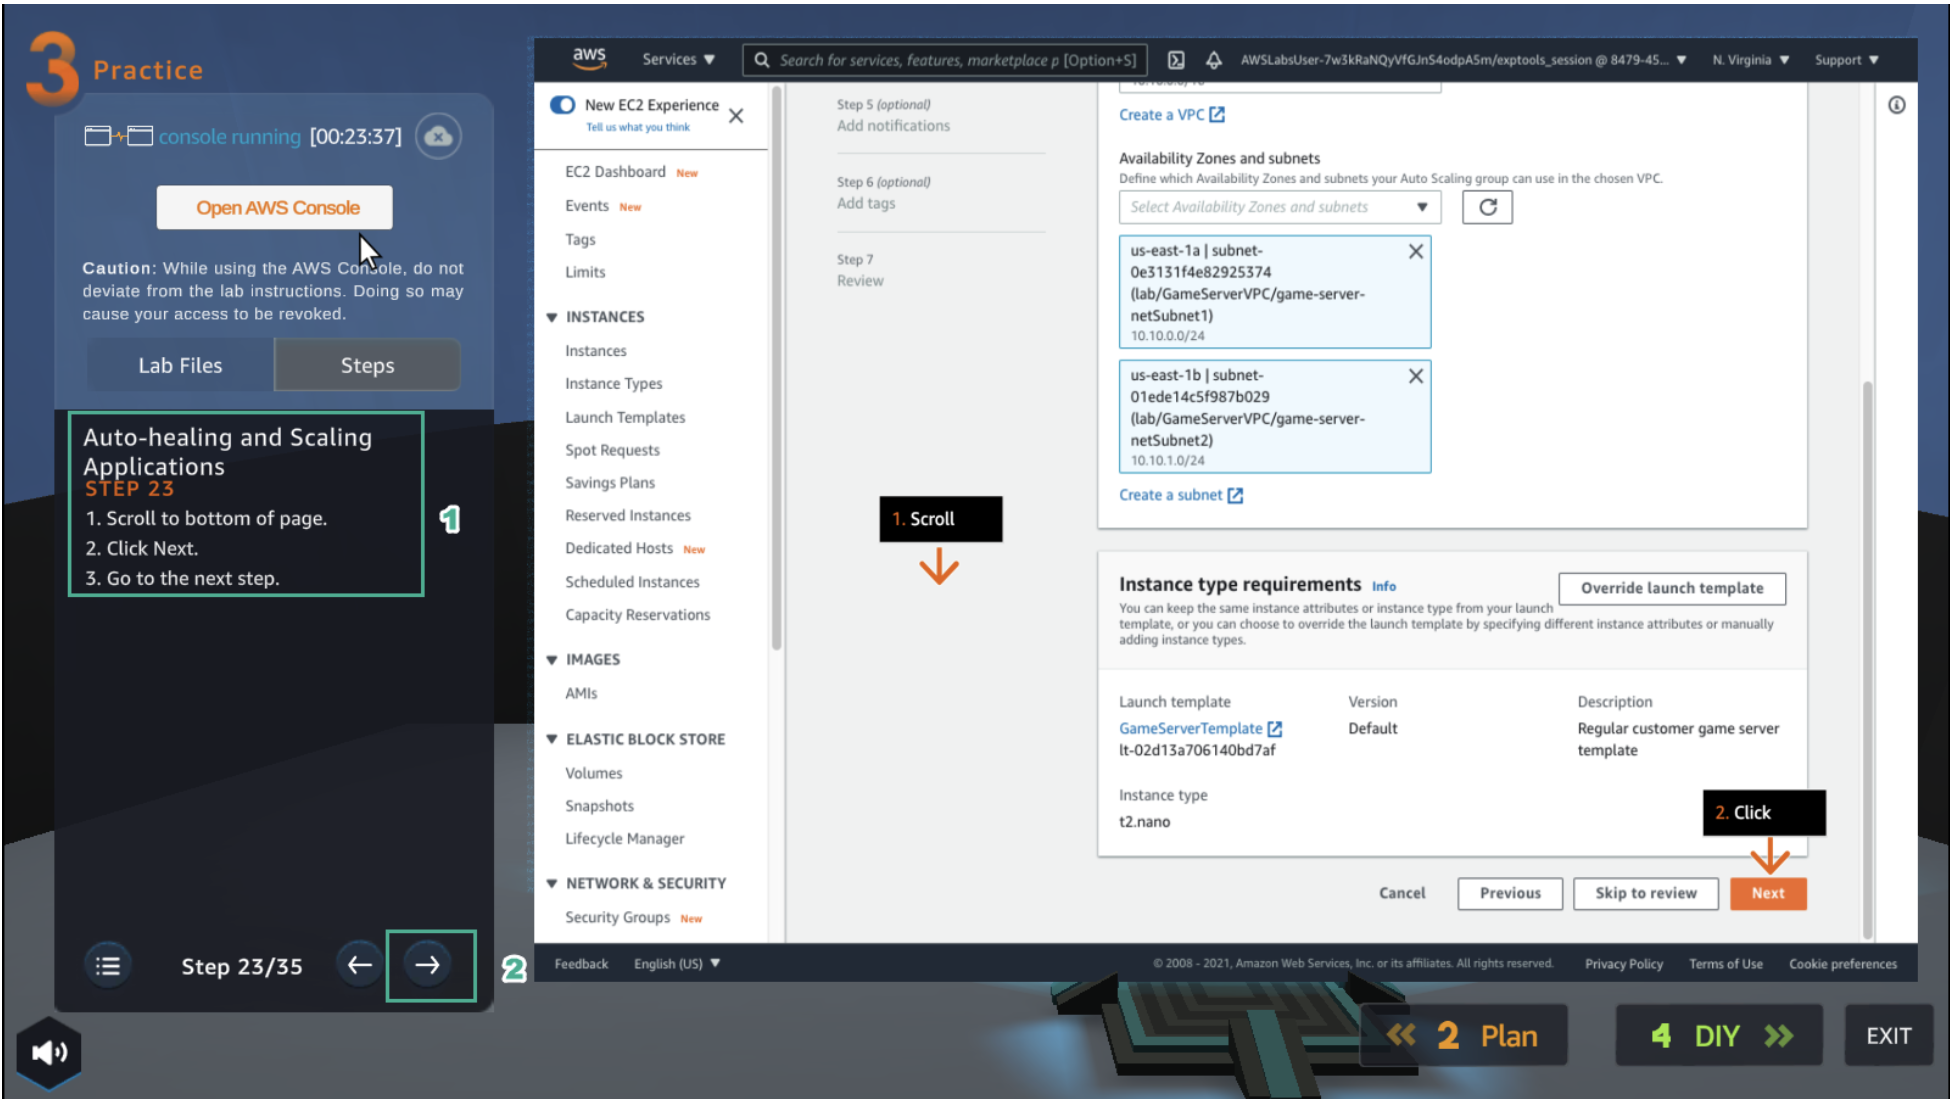 3 Practice
console running [00:23:37]
Open AWS Console
Caution: While using the AWS Console, do not
deviate from the lab instructions. Doing so may
cause your access to be revoked.
Lab Files
Steps
Auto-healing and Scaling
Applications
STEP 23
1. Scroll to bottom of page.
2. Click Next.
3. Go to the next step.
1
Step 23/35
2
aws
Services
Search for services, features, marketplace p [Option+S]
AWSLabsUser-7w3kRaNQyVfGJnS4odpA5m/exptools_session @ 8479-45...
N. Virginia
Support
New EC2 Experience
Tell us what you think
EC2 Dashboard New
Events New
Tags
Limits
INSTANCES
Instances
Instance Types
Launch Templates
Spot Requests
Savings Plans
Reserved Instances
Dedicated Hosts New
Scheduled Instances
Capacity Reservations
IMAGES
AMIs
ELASTIC BLOCK STORE
Volumes
Snapshots
Lifecycle Manager
NETWORK & SECURITY
Security Groups New
Step 5 (optional)
Add notifications
Step 6 (optional)
Add tags
Step 7
Review
1. Scroll
Create a VPC
Availability Zones and subnets
Define which Availability Zones and subnets your Auto Scaling group can use in the chosen VPC.
Select Availability Zones and subnets
us-east-1a | subnet-
0e3131f4e82925374
(lab/GameServerVPC/game-server-
netSubnet1)
10.10.0.0/24
us-east-1b | subnet-
01ede14c5f987b029
(lab/GameServerVPC/game-server-
netSubnet2)
10.10.1.0/24
Create a subnet
Instance type requirements Info
Override launch template
You can keep the same instance attributes or instance type from your launch
template, or you can choose to override the launch template by specifying different instance attributes or manually
adding instance types.
Launch template
GameServerTemplate
lt-02d13a706140bd7af
Version
Default
Description
Regular customer game server
template
Instance type
t2.nano
2. Click
Cancel
Previous
Skip to review
Next
Feedback
English (US)
© 2008 - 2021, Amazon Web Services, Inc. or its affiliates. All rights reserved.
Privacy Policy
Terms of Use
Cookie preferences
2 Plan
4 DIY
EXIT